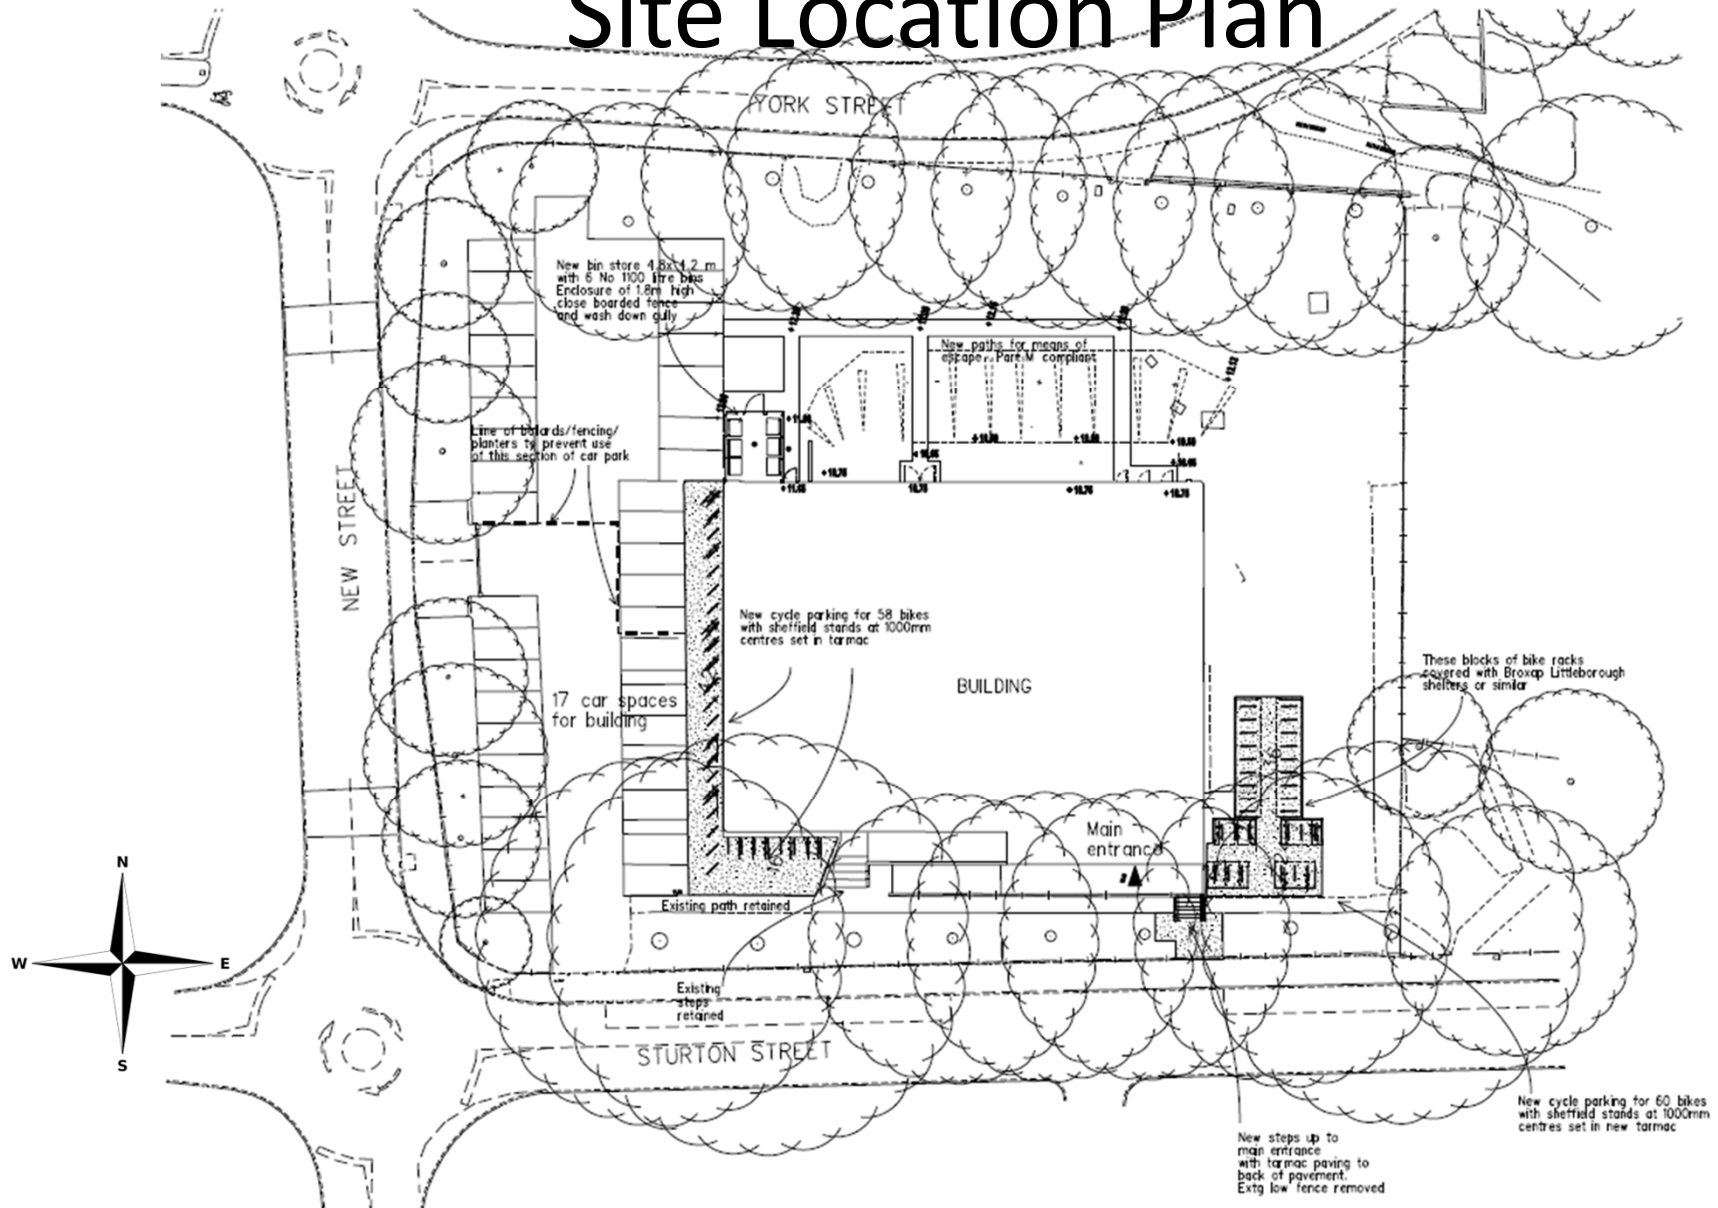 Site Location Plan
YORK STREET
New bin store 4.8x 4.2 m
with 6 No 1100 litre bins
Enclosure of 1.8m high
close boarded fence
and wash down gully
New paths for means of
escape. Part M compliant
Line of bollards/fencing/
planters to prevent use
of this section of car park
NEW STREET
New cycle parking for 58 bikes
with sheffield stands at 1000mm
centres set in tarmac
BUILDING
17 car spaces
for building
These blocks of bike racks
covered with Broxap Littleborough
shelters or similar
Main
entrance
Existing path retained
N
W
E
S
Existing
steps
retained
STURTON STREET
New cycle parking for 60 bikes
with sheffield stands at 1000mm
centres set in new tarmac
New steps up to
main entrance
with tarmac paving to
back of pavement.
Extg low fence removed